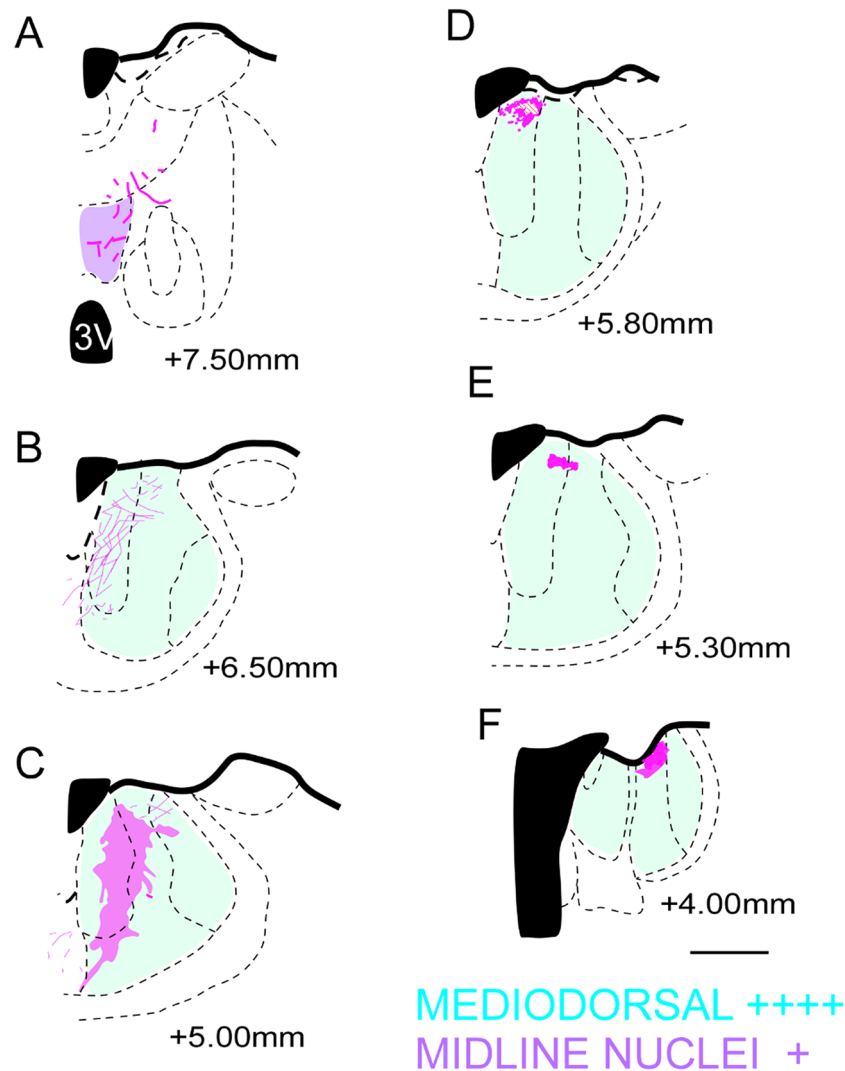 A
3V
+7.50mm
B
+6.50mm
C
+5.00mm
D
+5.80mm
E
+5.30mm
F
+4.00mm
MEDIODORSAL ++++
MIDLINE NUCLEI +